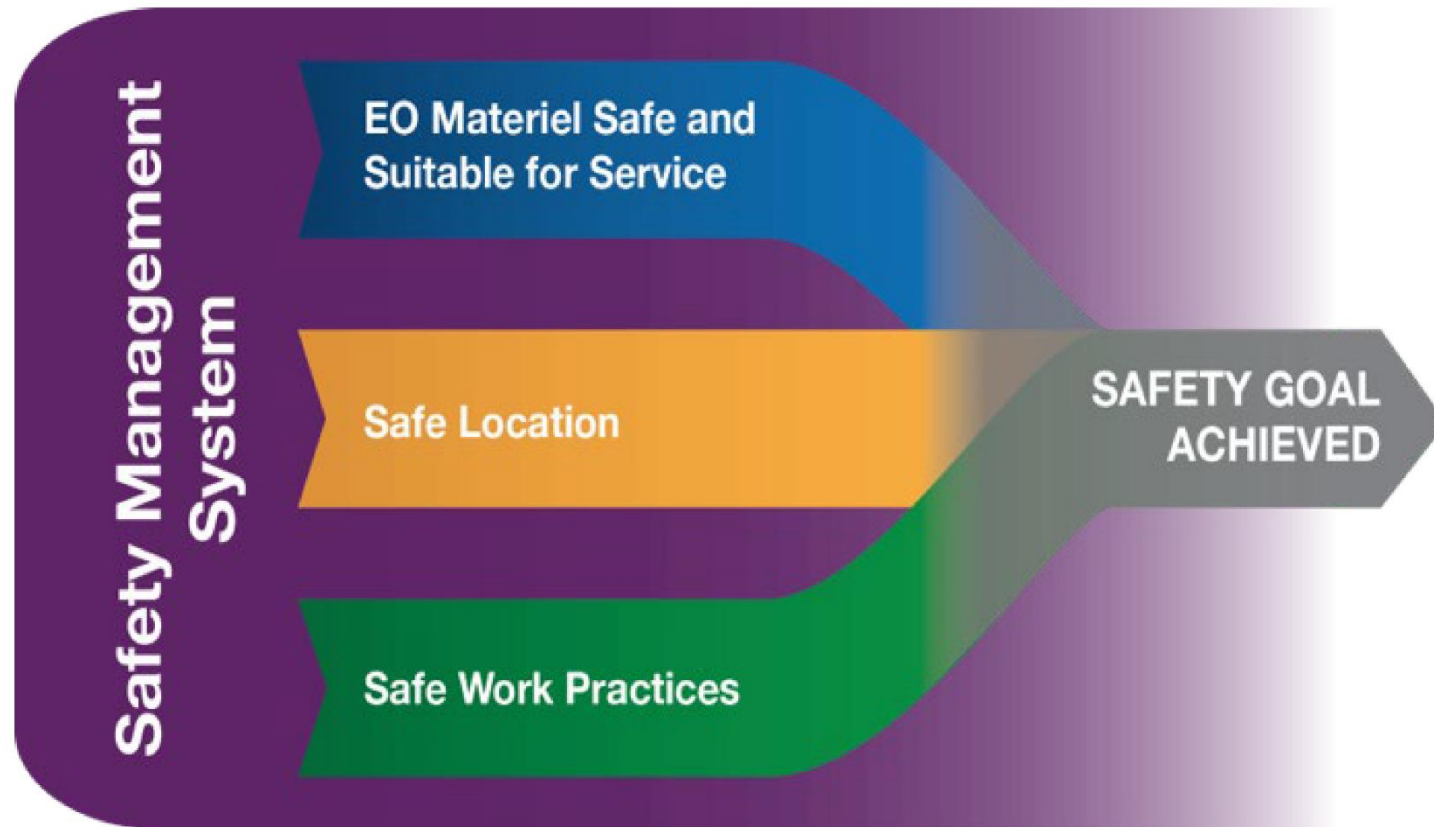 Safety Management
System
EO Materiel Safe and
Suitable for Service
Safe Location
Safe Work Practices
SAFETY GOAL
ACHIEVED